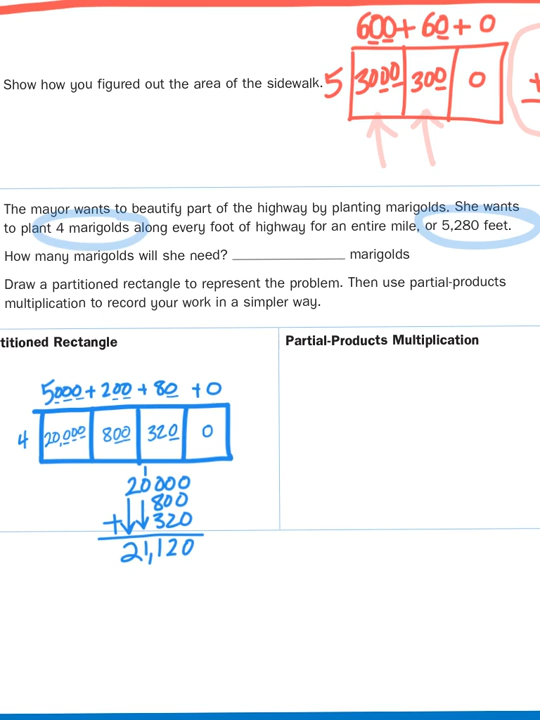 600 + 60 + 0
Show how you figured out the area of the sidewalk.
5 3000 300 0
+
The mayor wants to beautify part of the highway by planting marigolds. She wants
to plant 4 marigolds along every foot of highway for an entire mile, or 5,280 feet.
How many marigolds will she need? ____________ marigolds
Draw a partitioned rectangle to represent the problem. Then use partial-products
multiplication to record your work in a simpler way.
titioned Rectangle
Partial-Products Multiplication
5000 + 200 + 80 + 0
4 20,000 800 320 0
1
20000
800
+ 320
21,120